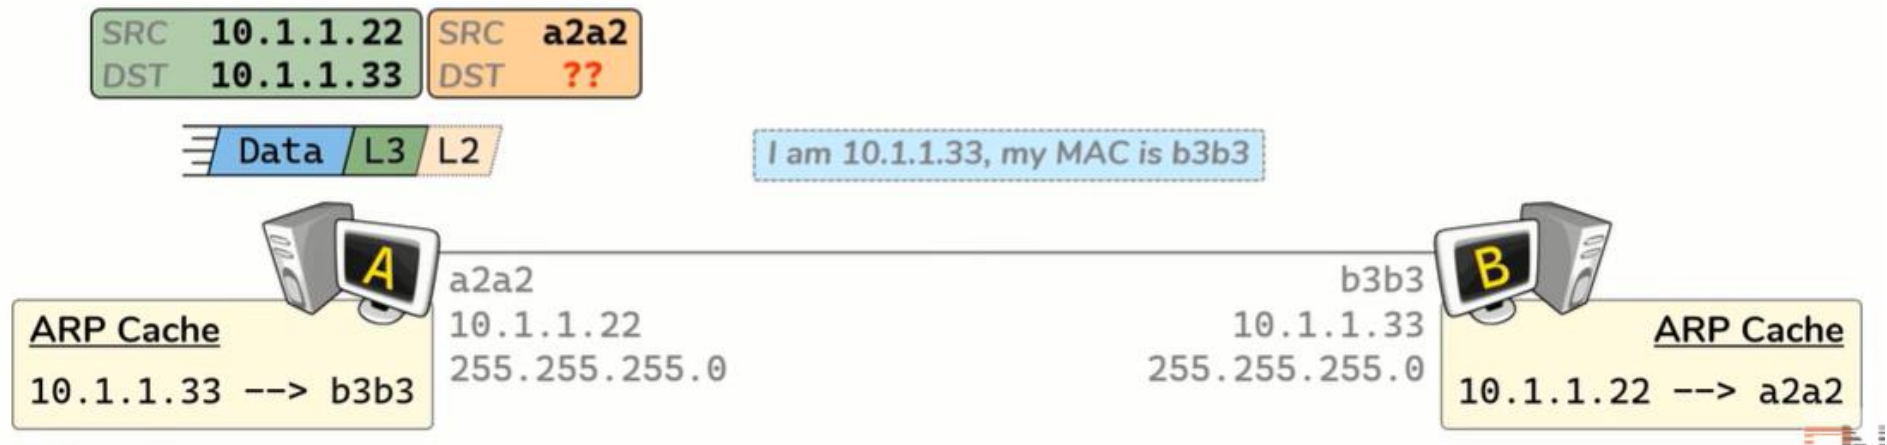 SRC 10.1.1.22
DST 10.1.1.33
SRC a2a2
DST ??
Data L3 L2
I am 10.1.1.33, my MAC is b3b3
A
B
a2a2
10.1.1.22
255.255.255.0
b3b3
10.1.1.33
255.255.255.0
ARP Cache
10.1.1.33 --> b3b3
ARP Cache
10.1.1.22 --> a2a2